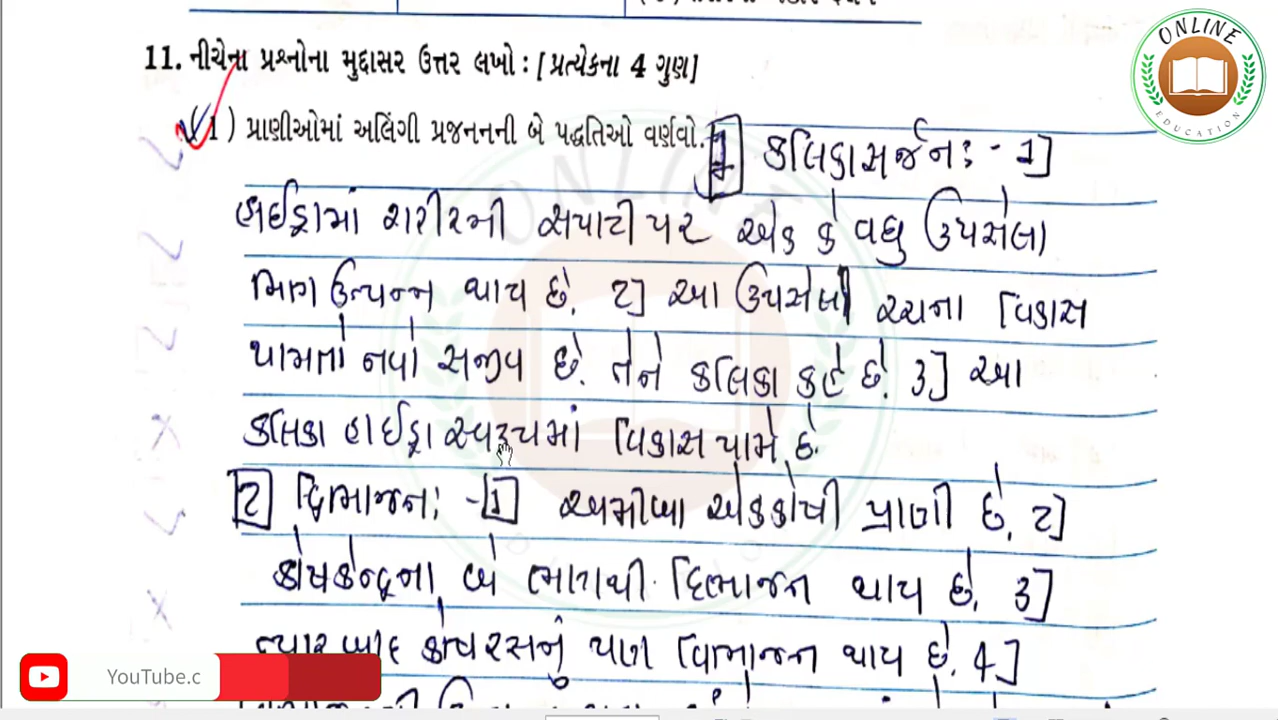 ONLINE
EDUCATION
11. નીચેના પ્રશ્નોના મુદ્દાસર ઉત્તર લખો : [પ્રત્યેકના 4 ગુણ]
(1) પ્રાણીઓમાં અલિંગી પ્રજનનની બે પદ્ધતિઓ વર્ણવો. 1 કલિકાસર્જન : - 1]
હાઈડ્રામાં શરીરની સપાટી પર એક કે વધુ ઉપસેલા
ભાગ ઉત્પન્ન થાય છે. 2] આ ઉપસેલી રચના વિકાસ
પામતો નવો સજીવ છે. તેને કલિકા કહે છે. 3] આ
કલિકા હાઈડ્રા સ્વરૂપમાં વિકાસ પામે છે.
2 દ્વિભાજન : - 1] અમીબા એકકોષી પ્રાણી છે. 2]
કોષકેન્દ્રના બે ભાગથી દ્વિભાજન થાય છે. 3]
ત્યાર બાદ કોષરસનું પણ વિભાજન થાય છે. 4]
YouTube.c